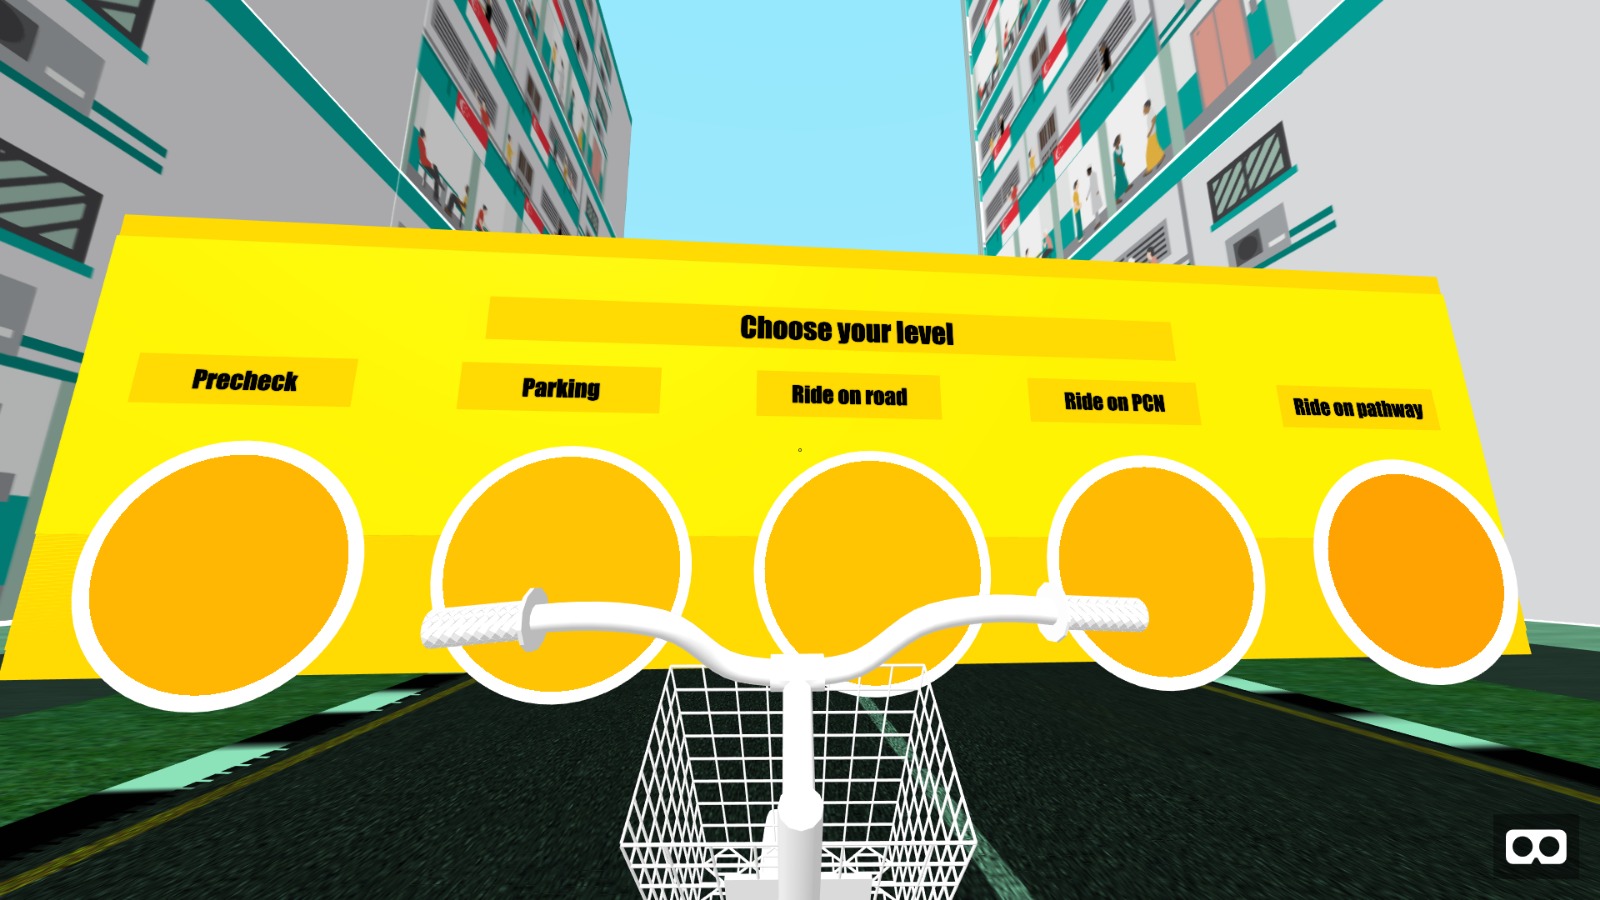 Choose your level
Precheck
Parking
Ride on road
Ride on PCN
Ride on pathway